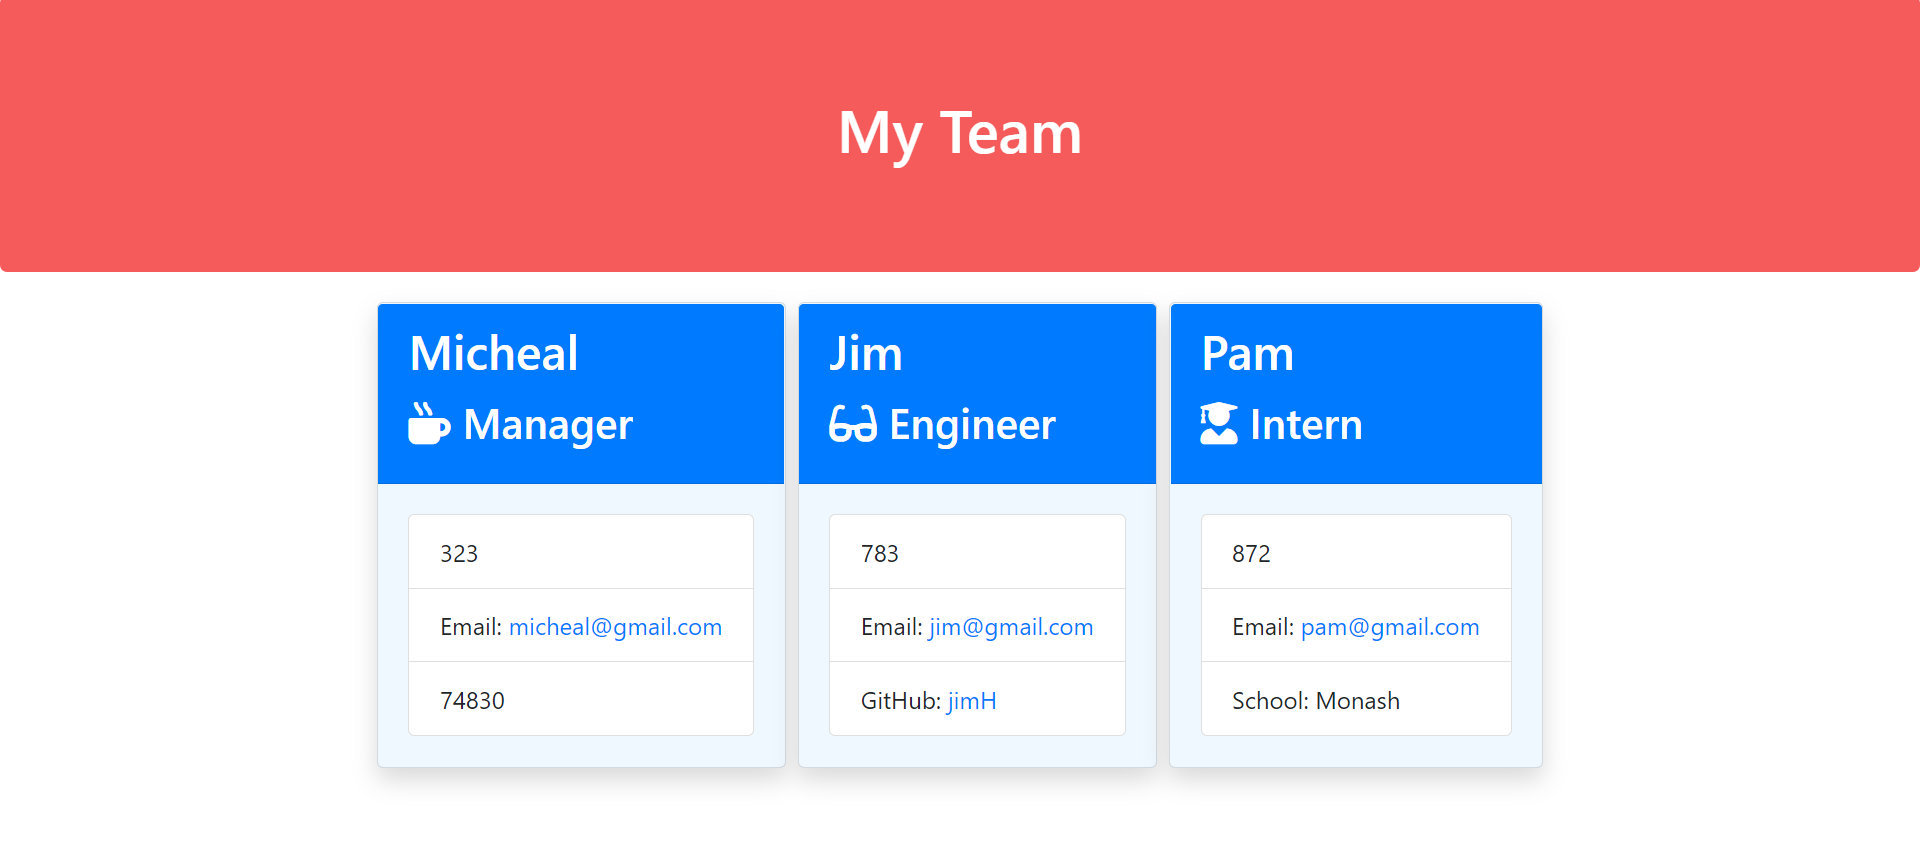 My Team
Micheal
Manager
323
Email: micheal@gmail.com
74830
Jim
Engineer
783
Email: jim@gmail.com
GitHub: jimH
Pam
Intern
872
Email: pam@gmail.com
School: Monash